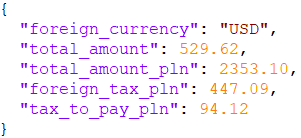 {
"foreign_currency": "USD",
"total_amount": 529.62,
"total_amount_pln": 2353.10,
"foreign_tax_pln": 447.09,
"tax_to_pay_pln": 94.12
}